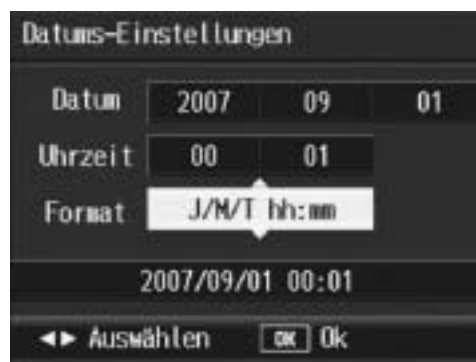 Datums-Einstellungen
Datum 2007 09 01
Uhrzeit 00 01
Format J/M/T hh:mm
2007/09/01 00:01
◄► Auswählen OK Ok